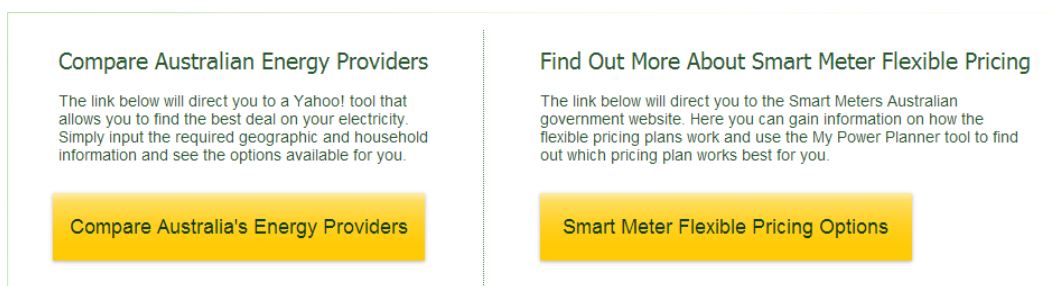 Compare Australian Energy Providers
The link below will direct you to a Yahoo! tool that
allows you to find the best deal on your electricity.
Simply input the required geographic and household
information and see the options available for you.
Compare Australia's Energy Providers
Find Out More About Smart Meter Flexible Pricing
The link below will direct you to the Smart Meters Australian
government website. Here you can gain information on how the
flexible pricing plans work and use the My Power Planner tool to find
out which pricing plan works best for you.
Smart Meter Flexible Pricing Options